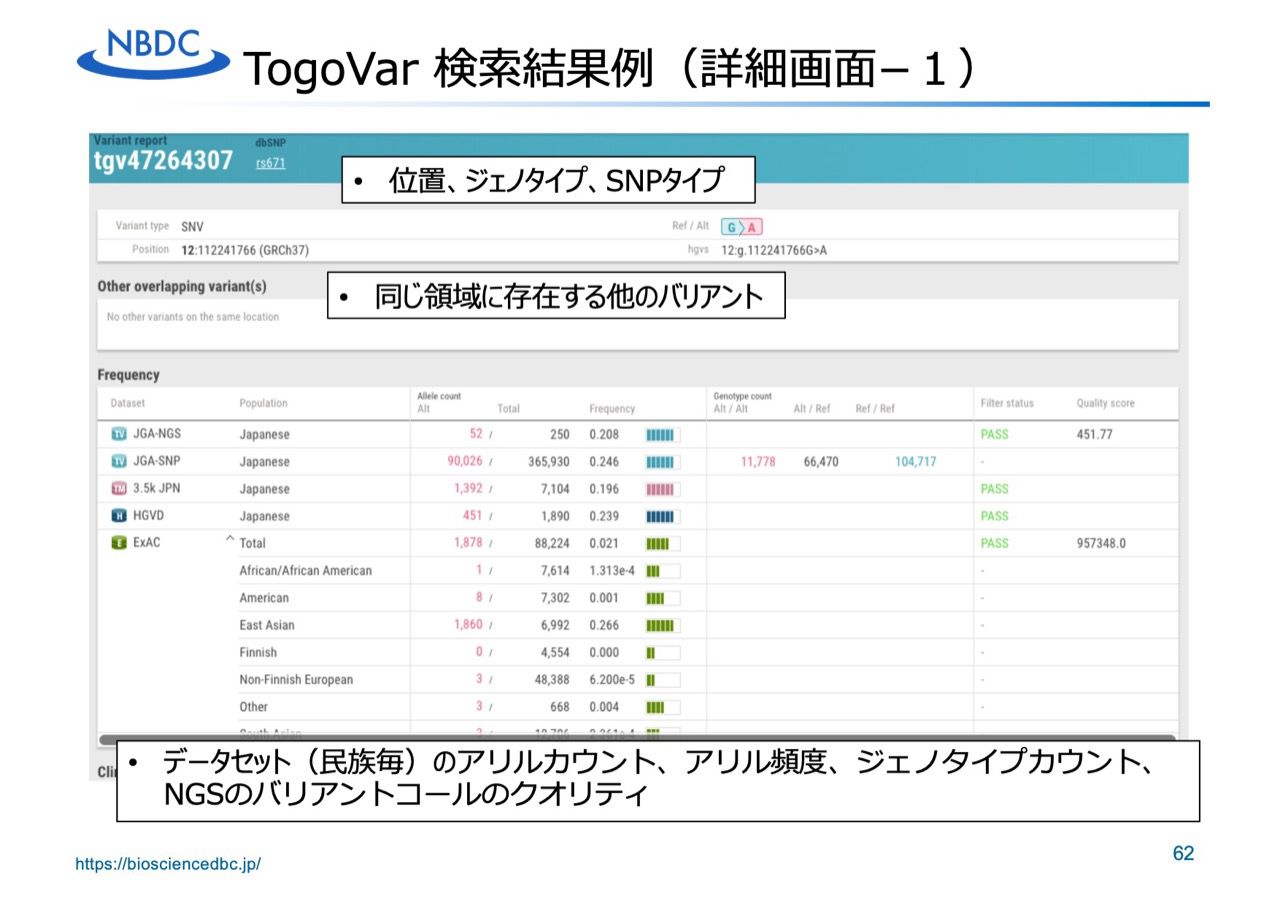 NBDC
TogoVar 検索結果例（詳細画面－１）
Variant report dbSNP
tgv47264307 rs671
• 位置、ジェノタイプ、SNPタイプ
Variant type SNV Ref / Alt G A
Position 12:112241766 (GRCh37) hgvs 12:g.112241766G>A
Other overlapping variant(s)
• 同じ領域に存在する他のバリアント
No other variants on the same location
Frequency
Allele count Genotype count
Dataset Population Alt Total Frequency Alt / Alt Alt / Ref Ref / Ref Filter status Quality score
TV JGA-NGS Japanese 52 / 250 0.208 PASS 451.77
TV JGA-SNP Japanese 90,026 / 365,930 0.246 11,778 66,470 104,717 -
TM 3.5k JPN Japanese 1,392 / 7,104 0.196 PASS
H HGVD Japanese 451 / 1,890 0.239 PASS
E ExAC ^ Total 1,878 / 88,224 0.021 PASS 957348.0
African/African American 1 / 7,614 1.313e-4 -
American 8 / 7,302 0.001 -
East Asian 1,860 / 6,992 0.266 -
Finnish 0 / 4,554 0.000 -
Non-Finnish European 3 / 48,388 6.200e-5 -
Other 3 / 668 0.004 -
South Asian
• データセット（民族毎）のアリルカウント、アリル頻度、ジェノタイプカウント、
NGSのバリアントコールのクオリティ
https://biosciencedbc.jp/
62